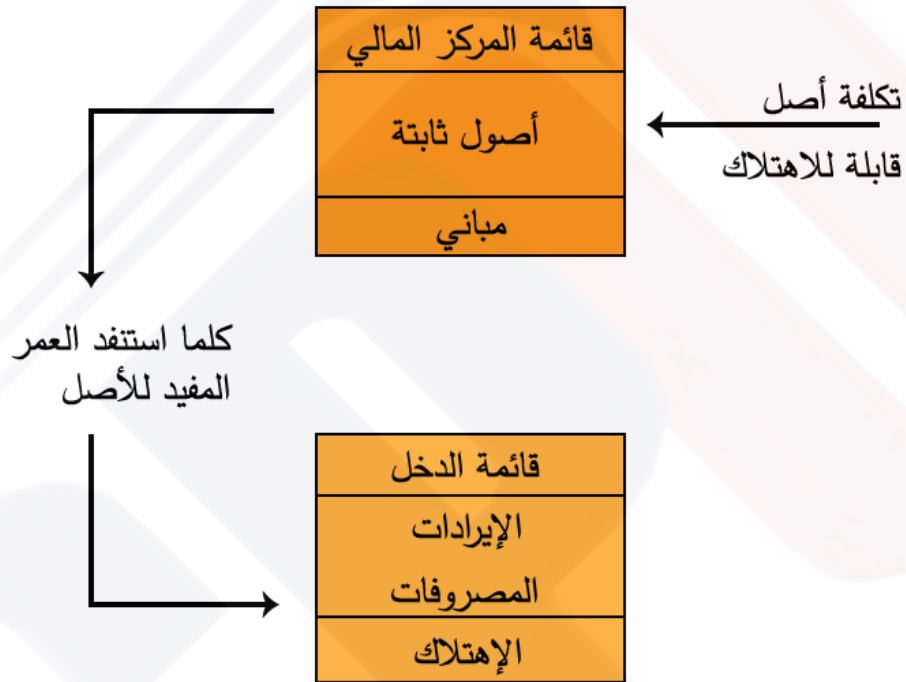 قائمة المركز المالي
أصول ثابتة
مباني
تكلفة أصل
قابلة للاهتلاك
كلما استنفد العمر
المفيد للأصل
قائمة الدخل
الإيرادات
المصروفات
الإهتلاك